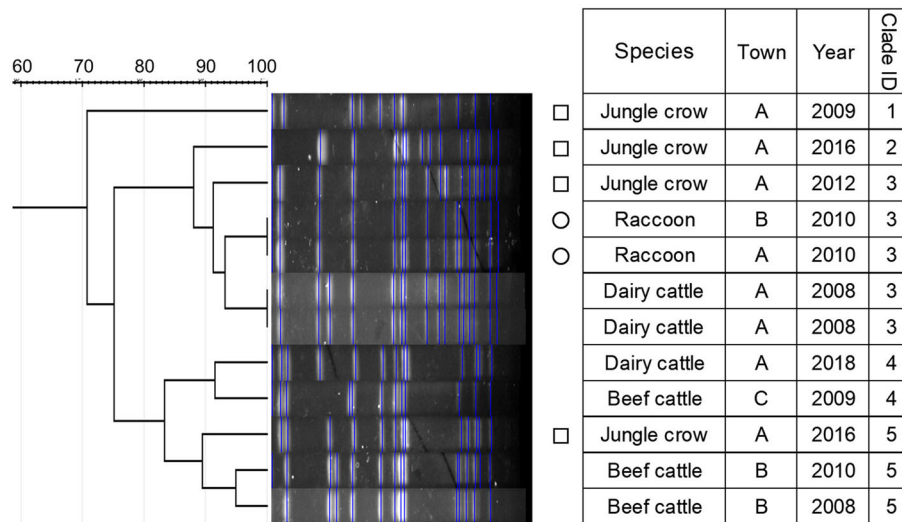 60 70 80 90 100
Species Town Year Clade ID
Jungle crow A 2009 1
Jungle crow A 2016 2
Jungle crow A 2012 3
Raccoon B 2010 3
Raccoon A 2010 3
Dairy cattle A 2008 3
Dairy cattle A 2008 3
Dairy cattle A 2018 4
Beef cattle C 2009 4
Jungle crow A 2016 5
Beef cattle B 2010 5
Beef cattle B 2008 5